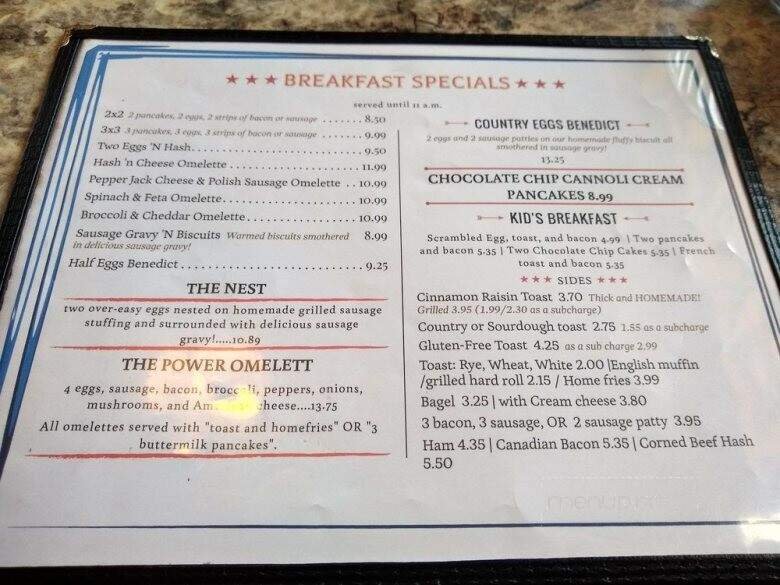 ★ ★ ★ BREAKFAST SPECIALS ★ ★ ★
served until 11 a.m.
2x2 2 pancakes, 2 eggs, 2 strips of bacon or sausage ....... 8.50
3x3 3 pancakes, 3 eggs, 3 strips of bacon or sausage ....... 9.99
Two Eggs 'N Hash........................ 9.50
Hash 'n Cheese Omelette .................. 11.99
Pepper Jack Cheese & Polish Sausage Omelette .. 10.99
Spinach & Feta Omelette................... 10.99
Broccoli & Cheddar Omelette................ 10.99
Sausage Gravy 'N Biscuits Warmed biscuits smothered 8.99
in delicious sausage gravy!
Half Eggs Benedict ......................... 9.25
THE NEST
two over-easy eggs nested on homemade grilled sausage
stuffing and surrounded with delicious sausage
gravy!.....10.89
THE POWER OMELETT
4 eggs, sausage, bacon, broccoli, peppers, onions,
mushrooms, and cheese....13.75
All omelettes served with "toast and homefries" OR "3
buttermilk pancakes".
COUNTRY EGGS BENEDICT
2 eggs and 2 sausage patties on our homemade fluffy biscuit all
smothered in sausage gravy!
13.25
CHOCOLATE CHIP CANNOLI CREAM
PANCAKES 8.99
KID'S BREAKFAST
Scrambled Egg, toast, and bacon 4.99 | Two pancakes
and bacon 5.35 | Two Chocolate Chip Cakes 5.35 | French
toast and bacon 5.35
★ ★ ★ SIDES ★ ★ ★
Cinnamon Raisin Toast 3.70 Thick and HOMEMADE!
Grilled 3.95 (1.99/2.30 as a subcharge)
Country or Sourdough toast 2.75 1.55 as a subcharge
Gluten-Free Toast 4.25 as a sub charge 2.99
Toast: Rye, Wheat, White 2.00 |English muffin
/grilled hard roll 2.15 / Home fries 3.99
Bagel 3.25 | with Cream cheese 3.80
3 bacon, 3 sausage, OR 2 sausage patty 3.95
Ham 4.35 | Canadian Bacon 5.35 | Corned Beef Hash
5.50